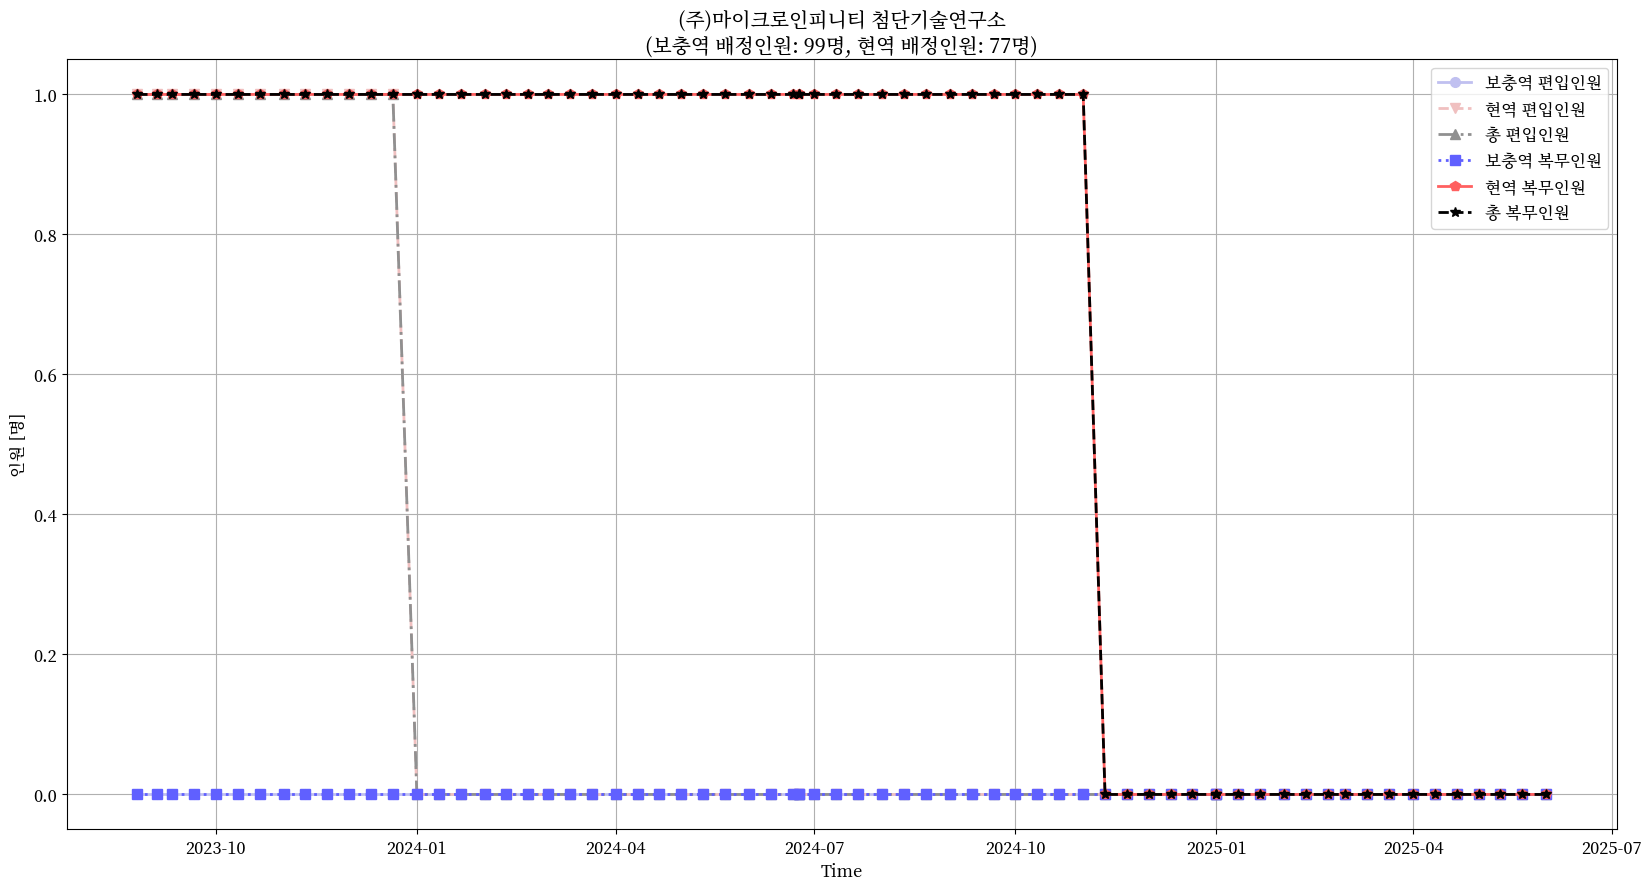 (주)마이크로인피니티 첨단기술연구소
(보충역 배정인원: 99명, 현역 배정인원: 77명)
보충역 편입인원
현역 편입인원
총 편입인원
보충역 복무인원
현역 복무인원
총 복무인원
인원 [명]
1.0
0.8
0.6
0.4
0.2
0.0
2023-10
2024-01
2024-04
2024-07
2024-10
2025-01
2025-04
2025-07
Time